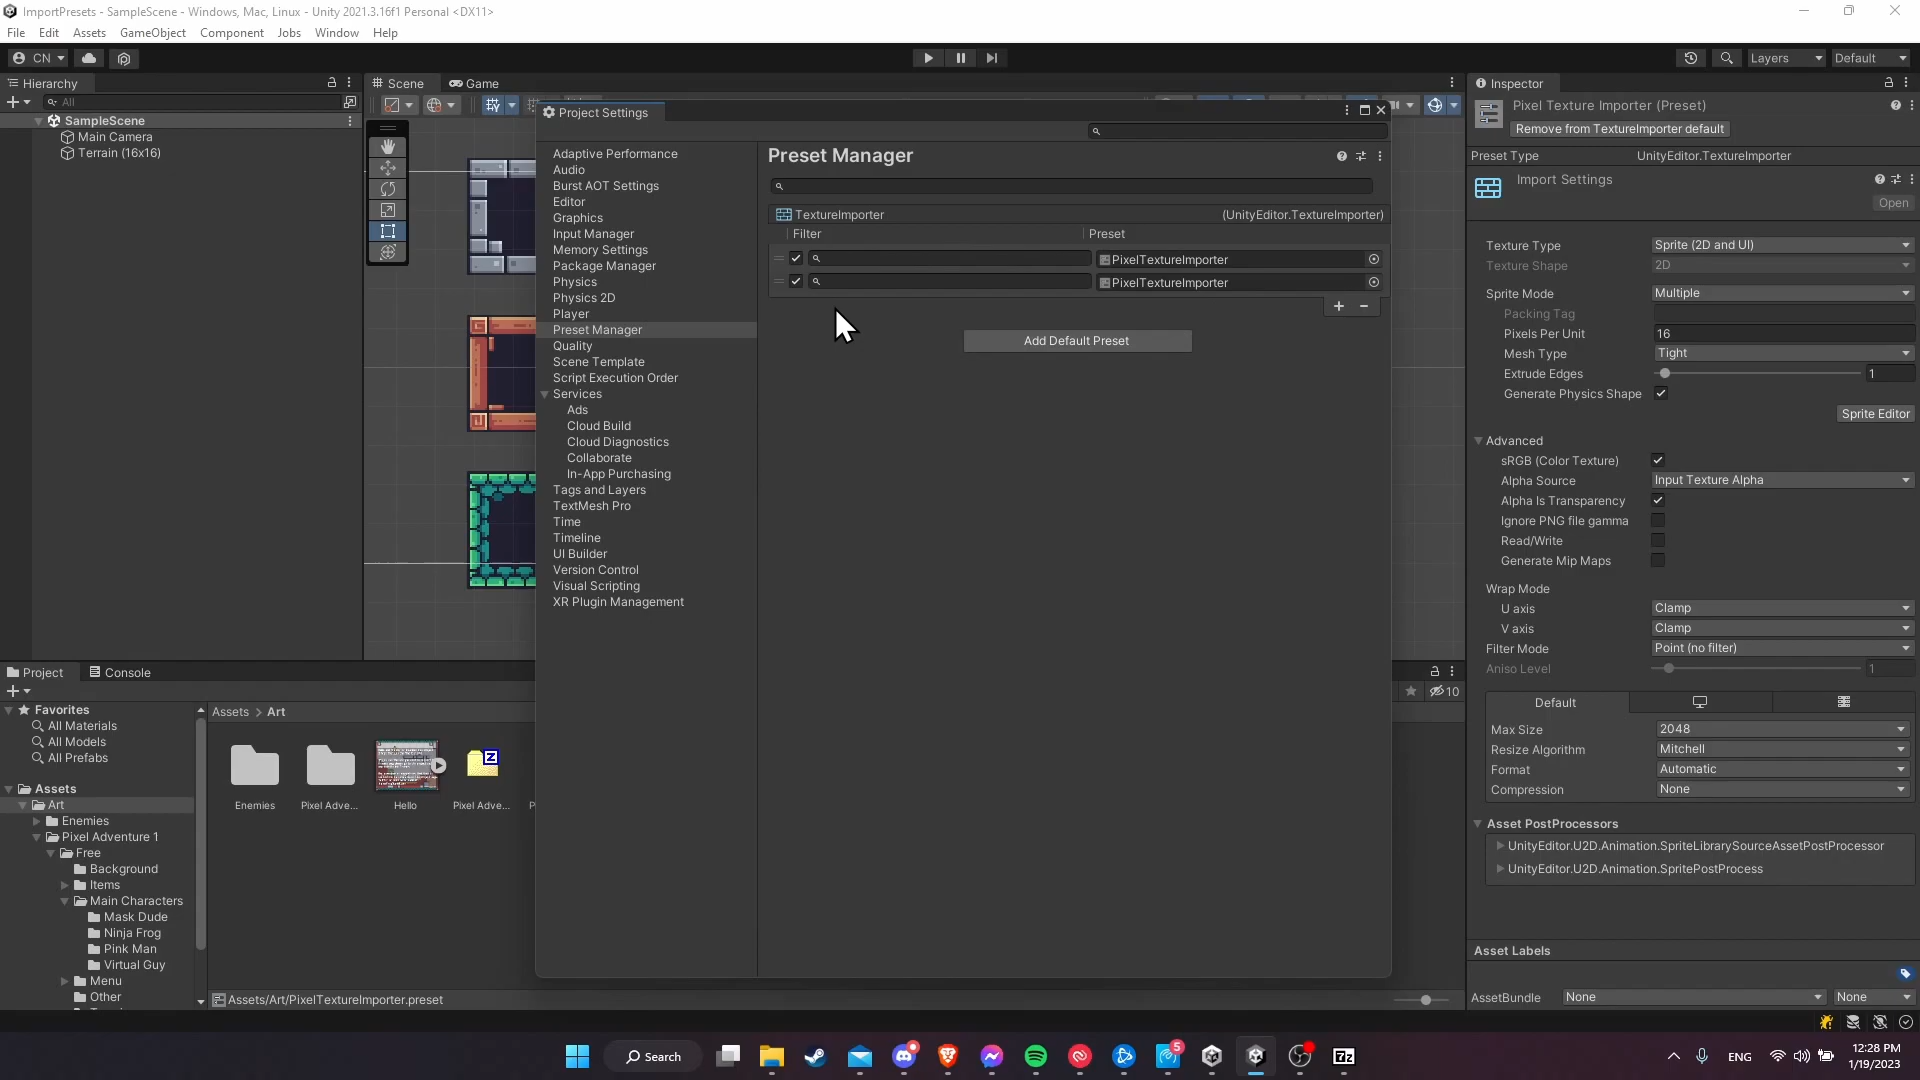 ImportPresets - SampleScene - Windows, Mac, Linux - Unity 2021.3.16f1 Personal <DX11>
File Edit Assets GameObject Component Jobs Window Help
CN
Layers Default
Hierarchy
All
SampleScene
Main Camera
Terrain (16x16)
Scene Game
Project Settings
Adaptive Performance
Audio
Burst AOT Settings
Editor
Graphics
Input Manager
Memory Settings
Package Manager
Physics
Physics 2D
Player
Preset Manager
Quality
Scene Template
Script Execution Order
Services
Ads
Cloud Build
Cloud Diagnostics
Collaborate
In-App Purchasing
Tags and Layers
TextMesh Pro
Time
Timeline
UI Builder
Version Control
Visual Scripting
XR Plugin Management
Preset Manager
TextureImporter (UnityEditor.TextureImporter)
Filter Preset
PixelTextureImporter
PixelTextureImporter
Add Default Preset
Inspector
Pixel Texture Importer (Preset)
Remove from TextureImporter default
Preset Type UnityEditor.TextureImporter
Import Settings
Open
Texture Type Sprite (2D and UI)
Texture Shape 2D
Sprite Mode Multiple
Packing Tag
Pixels Per Unit 16
Mesh Type Tight
Extrude Edges 1
Generate Physics Shape
Sprite Editor
Advanced
sRGB (Color Texture)
Alpha Source Input Texture Alpha
Alpha Is Transparency
Ignore PNG file gamma
Read/Write
Generate Mip Maps
Wrap Mode
U axis Clamp
V axis Clamp
Filter Mode Point (no filter)
Aniso Level 1
Default
Max Size 2048
Resize Algorithm Mitchell
Format Automatic
Compression None
Asset PostProcessors
UnityEditor.U2D.Animation.SpriteLibrarySourceAssetPostProcessor
UnityEditor.U2D.Animation.SpritePostProcess
Asset Labels
AssetBundle None None
Project Console
10
Favorites
All Materials
All Models
All Prefabs
Assets
Art
Enemies
Pixel Adventure 1
Free
Background
Items
Main Characters
Mask Dude
Ninja Frog
Pink Man
Virtual Guy
Menu
Other
Assets > Art
Enemies Pixel Adve... Hello Pixel Adve...
Assets/Art/PixelTextureImporter.preset
Search
5
7z
ENG
12:28 PM
1/19/2023